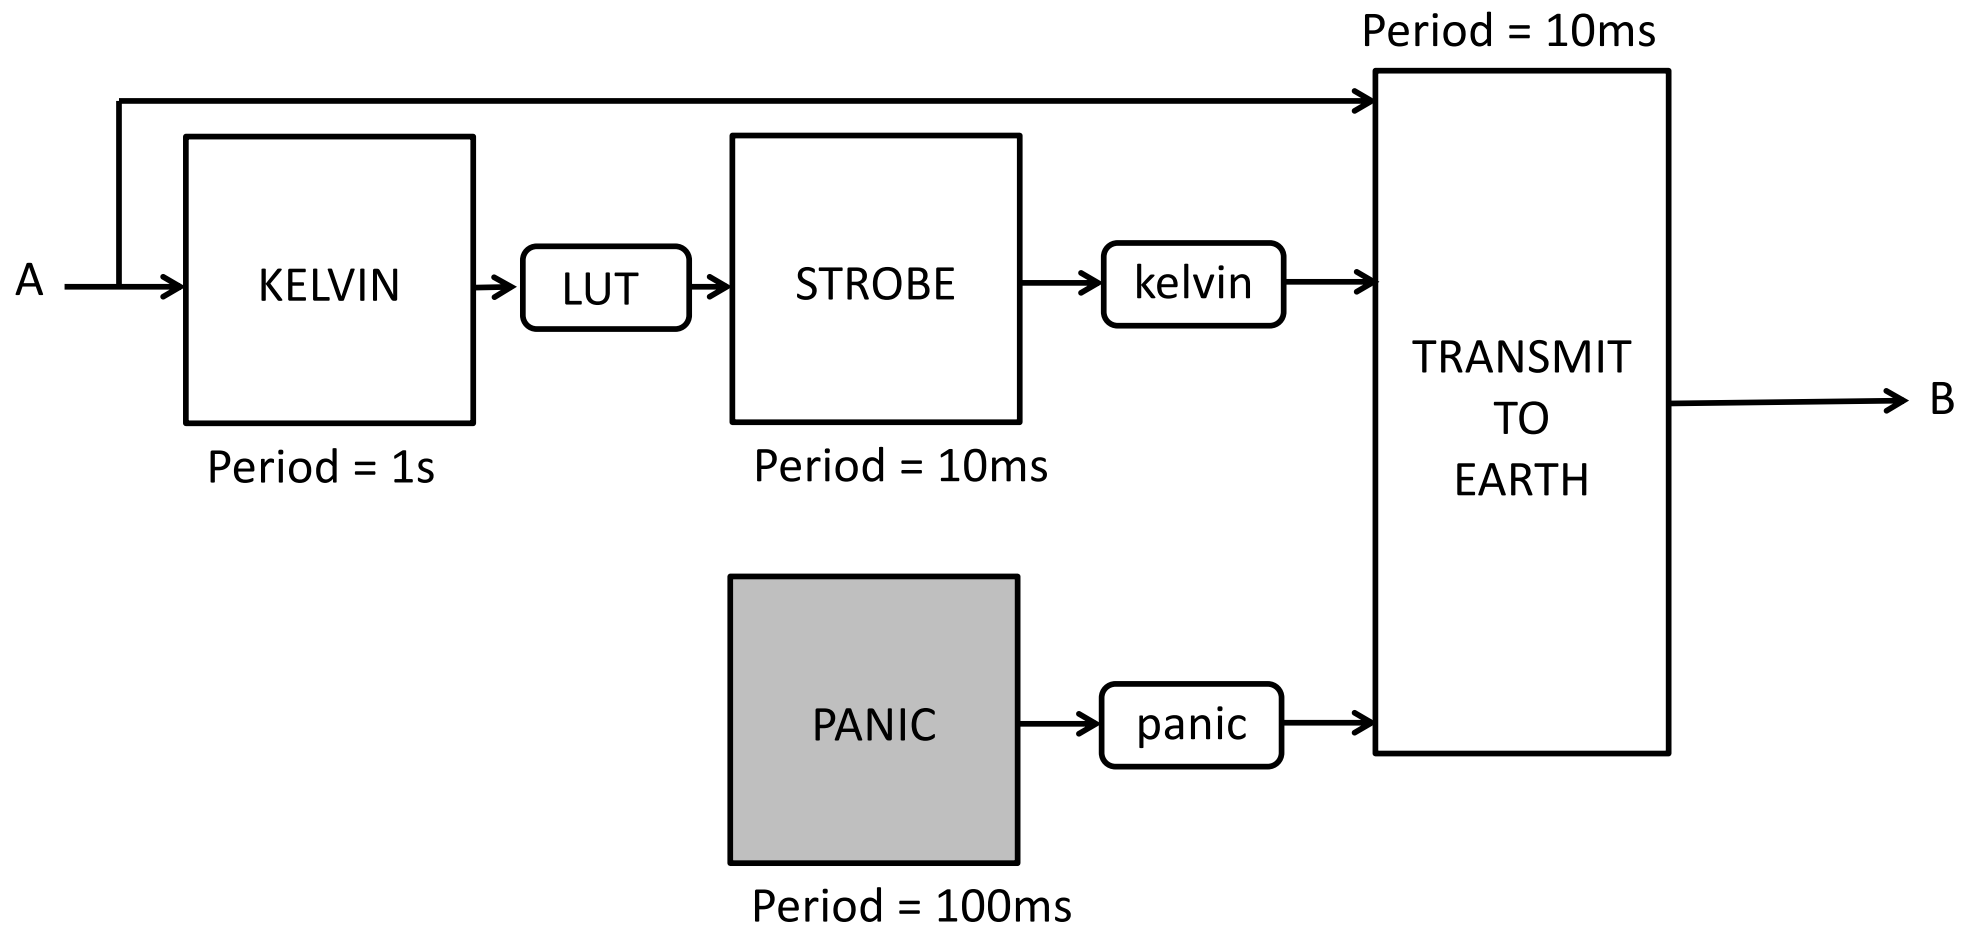 Period = 10ms
A
KELVIN
LUT
STROBE
kelvin
Period = 1s
Period = 10ms
TRANSMIT
TO
EARTH
B
PANIC
panic
Period = 100ms